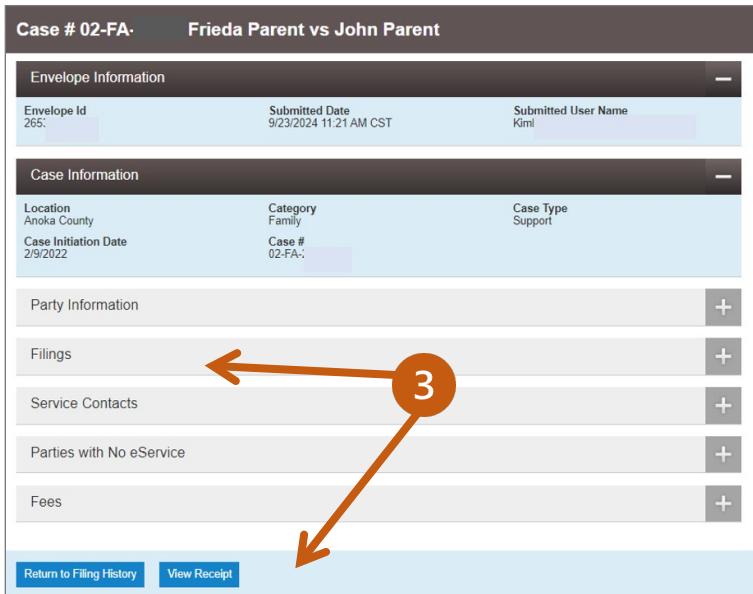 Case # 02-FA- Frieda Parent vs John Parent
Envelope Information
Envelope Id Submitted Date Submitted User Name
265 9/23/2024 11:21 AM CST Kim
Case Information
Location Category Case Type
Anoka County Family Support
Case Initiation Date Case #
2/9/2022 02-FA-
Party Information
Filings
3
Service Contacts
Parties with No eService
Fees
Return to Filing History View Receipt